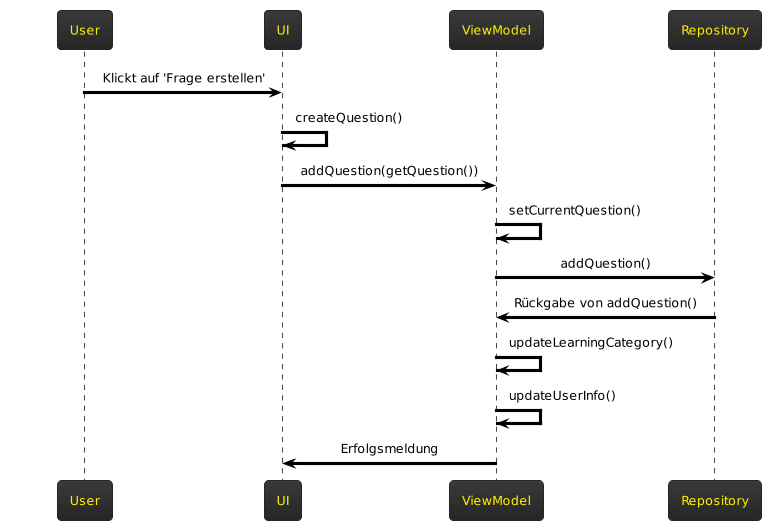 User
UI
ViewModel
Repository
Klickt auf 'Frage erstellen'
createQuestion()
addQuestion(getQuestion())
setCurrentQuestion()
addQuestion()
Rückgabe von addQuestion()
updateLearningCategory()
updateUserInfo()
Erfolgsmeldung
User
UI
ViewModel
Repository